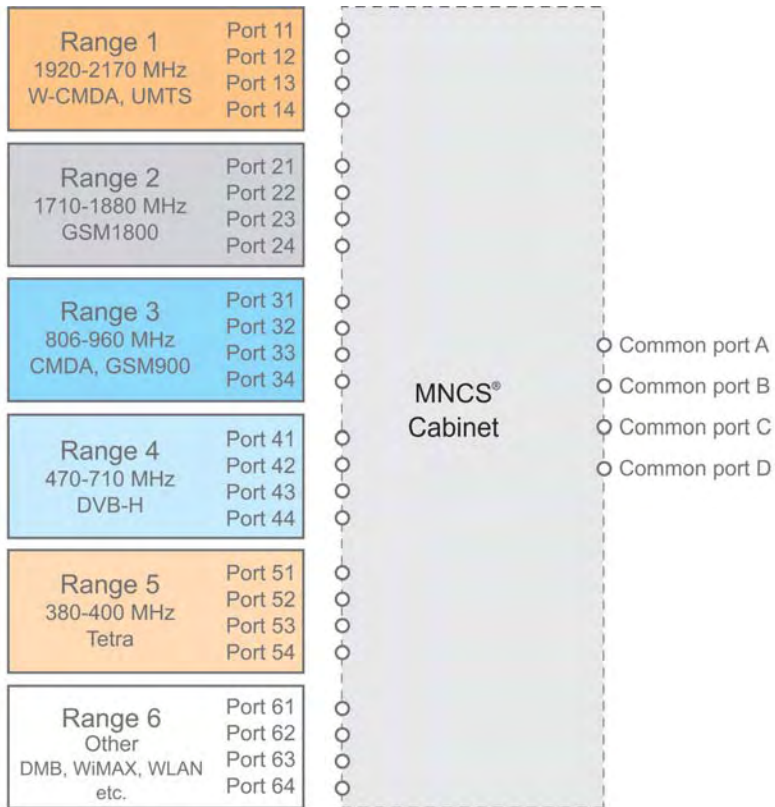 Range 1
1920-2170 MHz
W-CMDA, UMTS
Port 11
Port 12
Port 13
Port 14
Range 2
1710-1880 MHz
GSM1800
Port 21
Port 22
Port 23
Port 24
Range 3
806-960 MHz
CMDA, GSM900
Port 31
Port 32
Port 33
Port 34
Range 4
470-710 MHz
DVB-H
Port 41
Port 42
Port 43
Port 44
Range 5
380-400 MHz
Tetra
Port 51
Port 52
Port 53
Port 54
Range 6
Other
DMB, WiMAX, WLAN
etc.
Port 61
Port 62
Port 63
Port 64
MNCS®
Cabinet
Common port A
Common port B
Common port C
Common port D